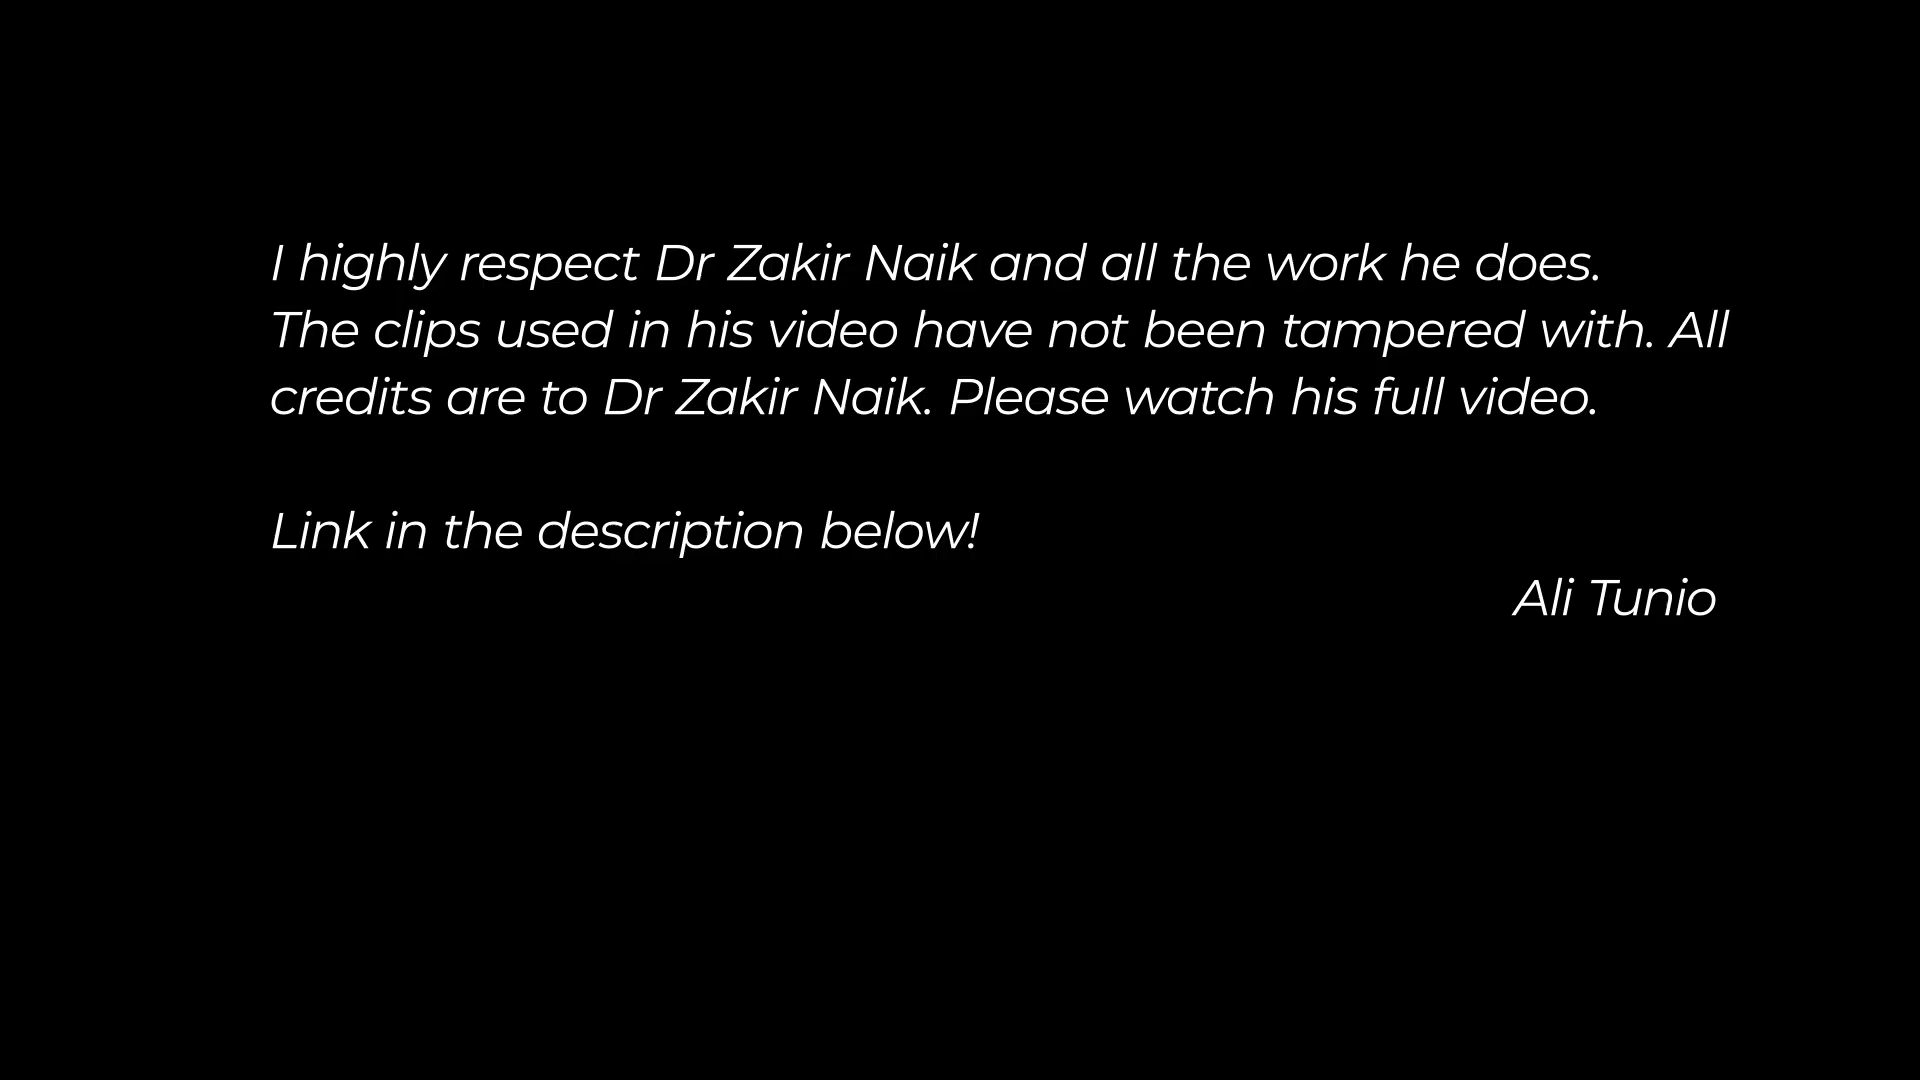 I highly respect Dr Zakir Naik and all the work he does.
The clips used in his video have not been tampered with. All
credits are to Dr Zakir Naik. Please watch his full video.
Link in the description below!
Ali Tunio